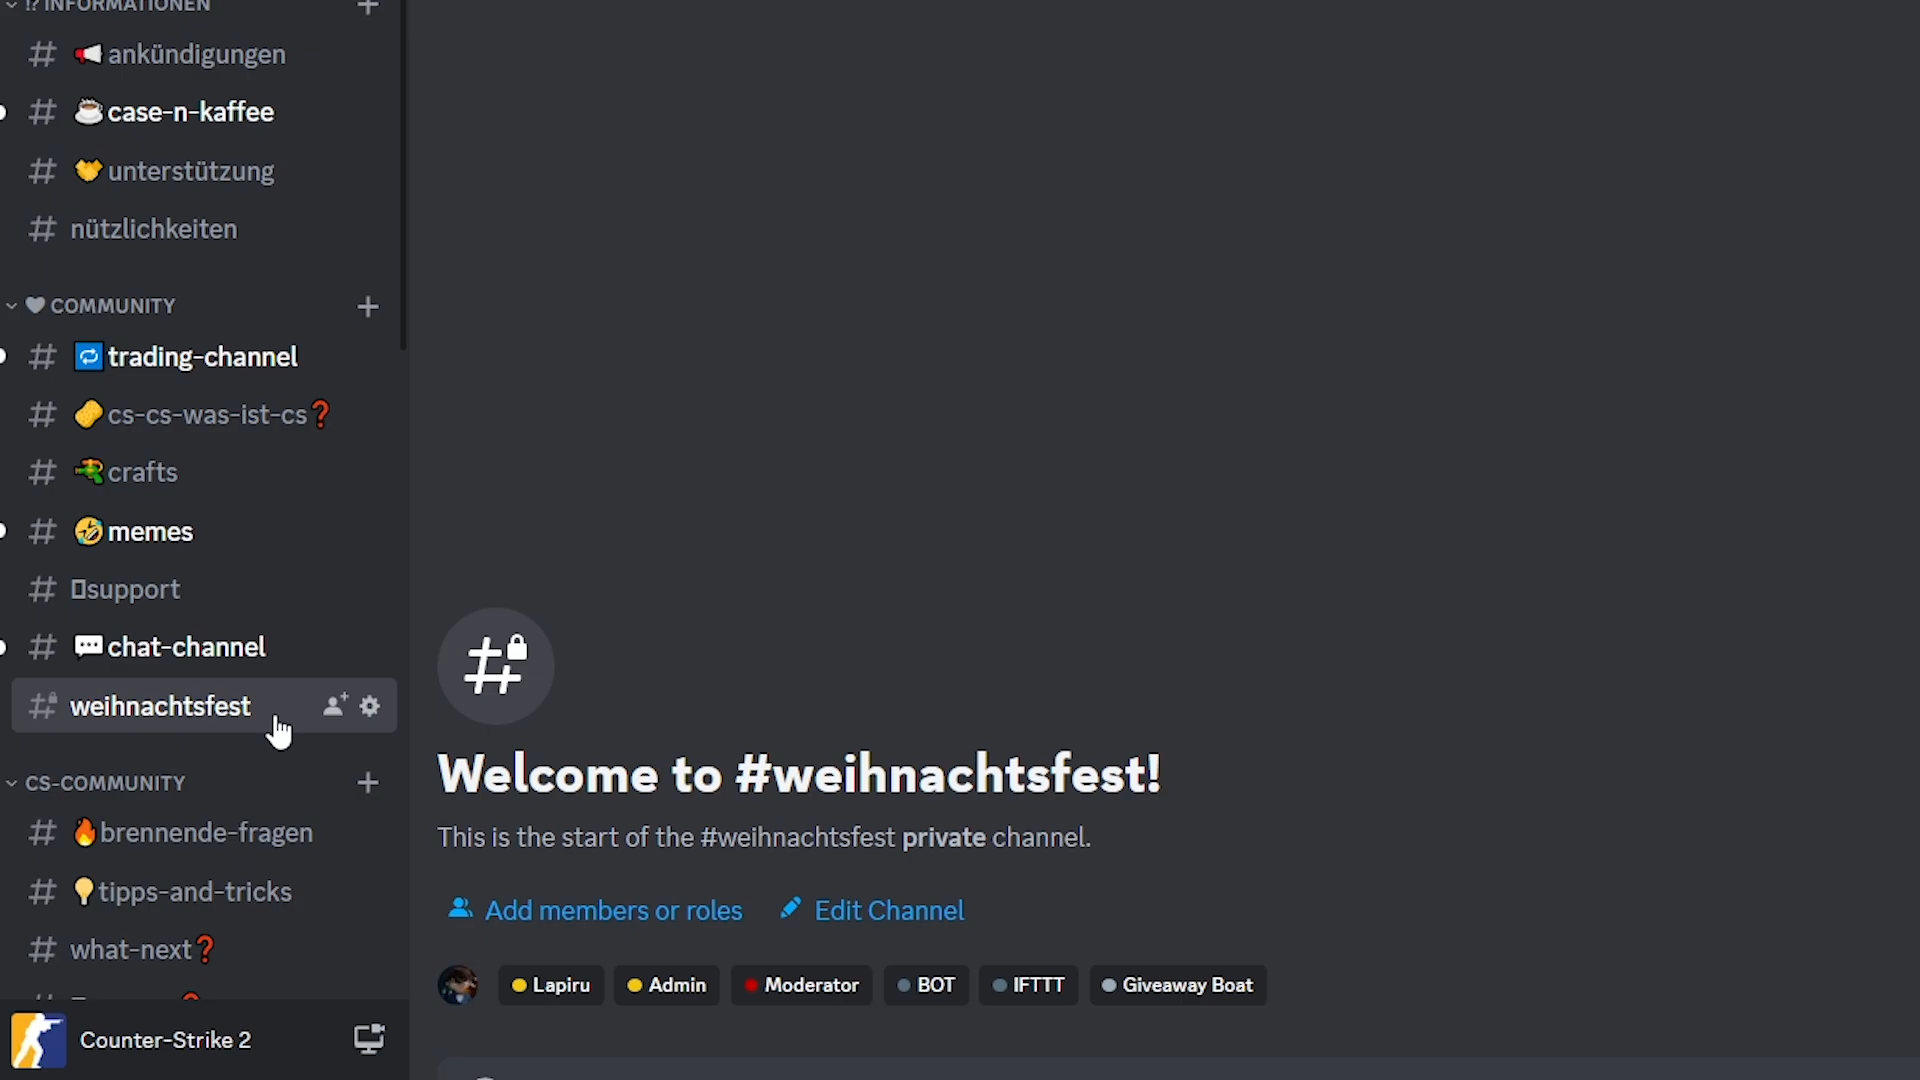 !? INFORMATIONEN
# 📢ankündigungen
# ☕case-n-kaffee
# 🤝unterstützung
# nützlichkeiten
🖤 COMMUNITY
# 🔁trading-channel
# 🧽cs-cs-was-ist-cs❓
# 🔫crafts
# 🤣memes
# support
# 💬chat-channel
# weihnachtsfest
CS-COMMUNITY
# 🔥brennende-fragen
# 💡tipps-and-tricks
# what-next❓
Counter-Strike 2
Welcome to #weihnachtsfest!
This is the start of the #weihnachtsfest private channel.
Add members or roles Edit Channel
Lapiru Admin Moderator BOT IFTTT Giveaway Boat